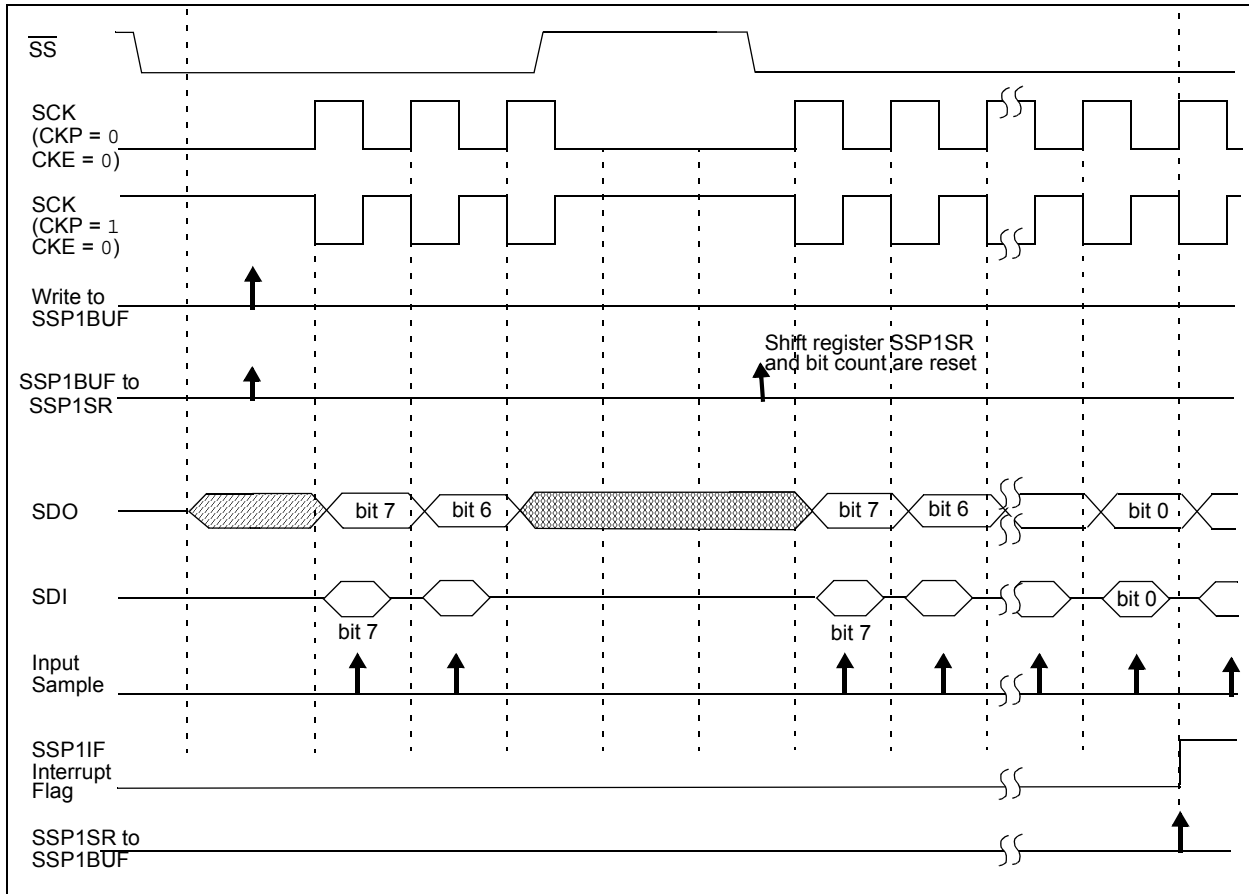 SS
SCK
(CKP = 0
CKE = 0)
SCK
(CKP = 1
CKE = 0)
Write to
SSP1BUF
Shift register SSP1SR
and bit count are reset
SSP1BUF to
SSP1SR
SDO
bit 7
bit 6
bit 7
bit 6
bit 0
SDI
bit 0
bit 7
bit 7
Input
Sample
SSP1IF
Interrupt
Flag
SSP1SR to
SSP1BUF